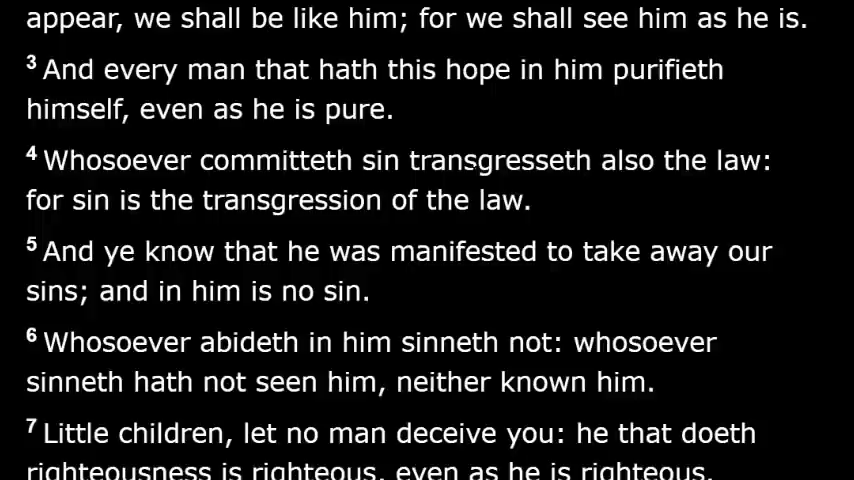 appear, we shall be like him; for we shall see him as he is.
3 And every man that hath this hope in him purifieth
himself, even as he is pure.
4 Whosoever committeth sin transgresseth also the law:
for sin is the transgression of the law.
5 And ye know that he was manifested to take away our
sins; and in him is no sin.
6 Whosoever abideth in him sinneth not: whosoever
sinneth hath not seen him, neither known him.
7 Little children, let no man deceive you: he that doeth
righteousness is righteous, even as he is righteous.